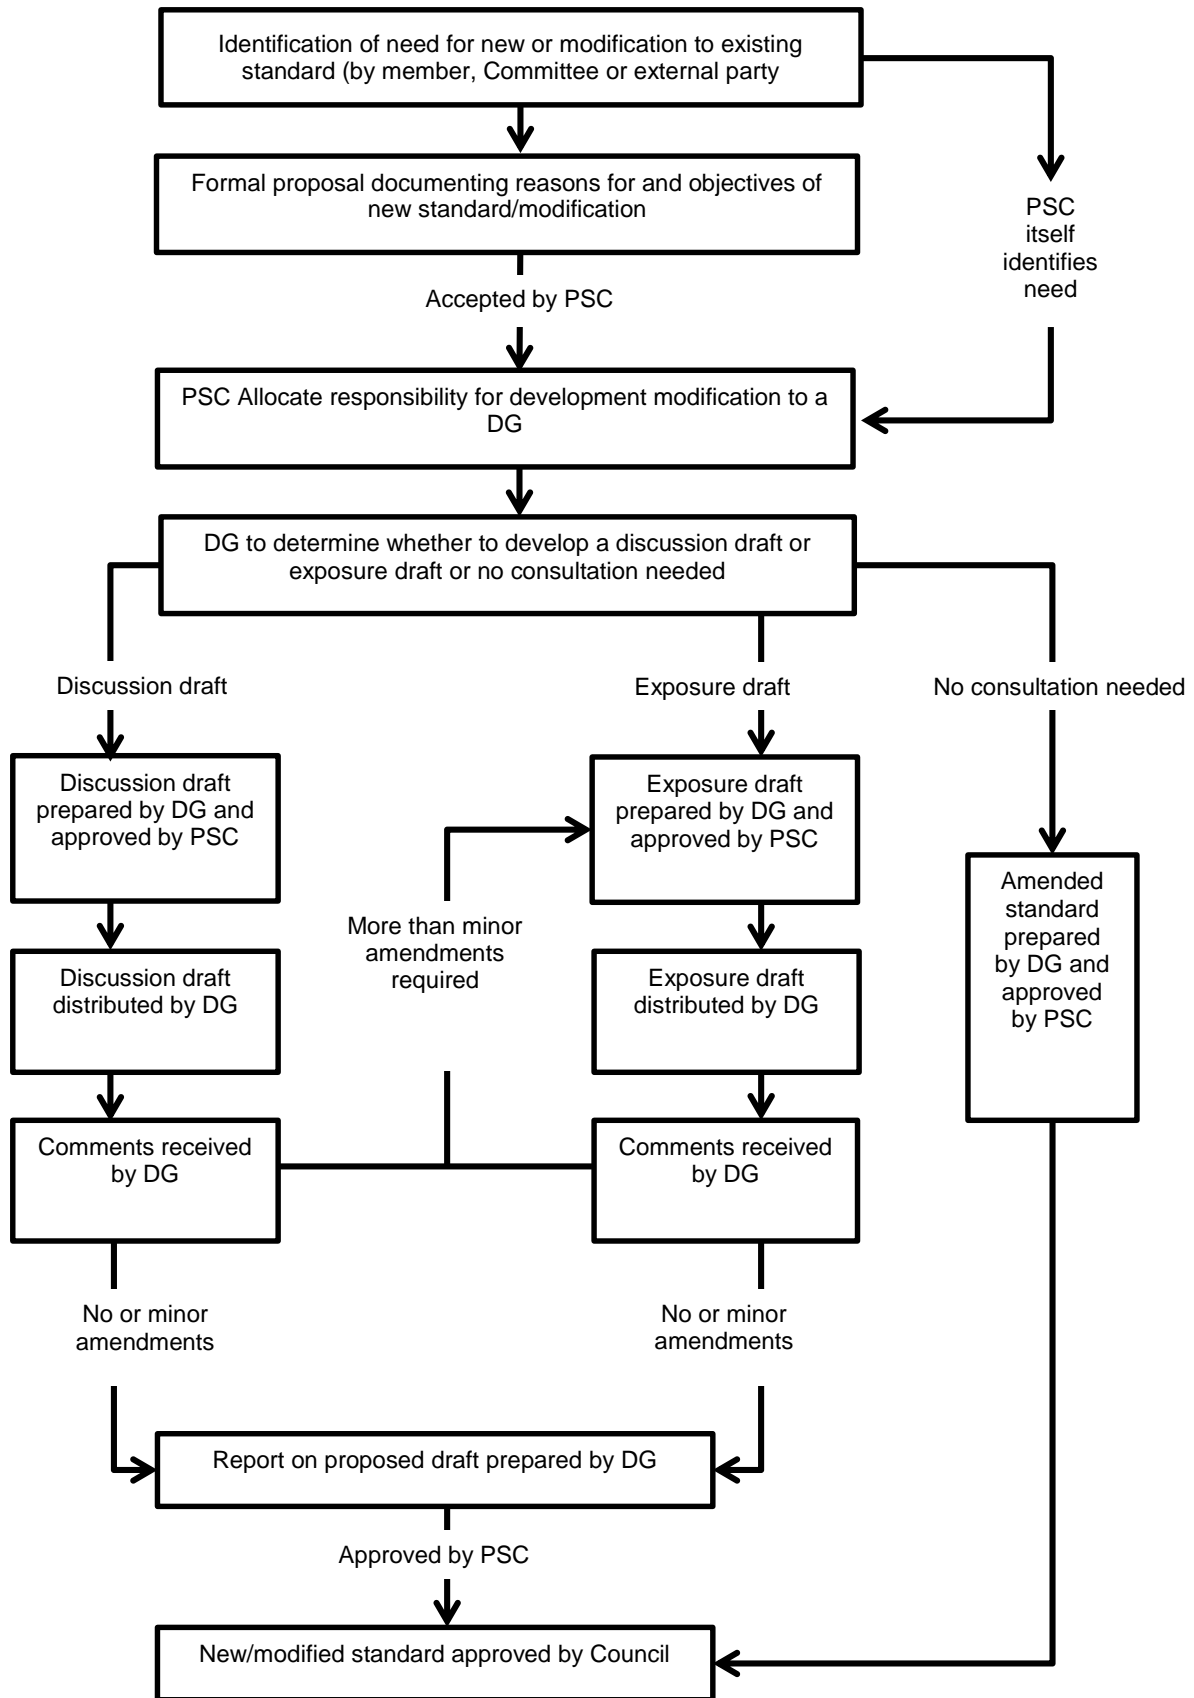 Identification of need for new or modification to existing
standard (by member, Committee or external party
Formal proposal documenting reasons for and objectives of
new standard/modification
PSC
itself
identifies
need
Accepted by PSC
PSC Allocate responsibility for development modification to a
DG
DG to determine whether to develop a discussion draft or
exposure draft or no consultation needed
Discussion draft
Exposure draft
No consultation needed
Discussion draft
prepared by DG and
approved by PSC
Exposure draft
prepared by DG and
approved by PSC
Amended
standard
prepared
by DG and
approved
by PSC
More than minor
amendments
required
Discussion draft
distributed by DG
Exposure draft
distributed by DG
Comments received
by DG
Comments received
by DG
No or minor
amendments
No or minor
amendments
Report on proposed draft prepared by DG
Approved by PSC
New/modified standard approved by Council